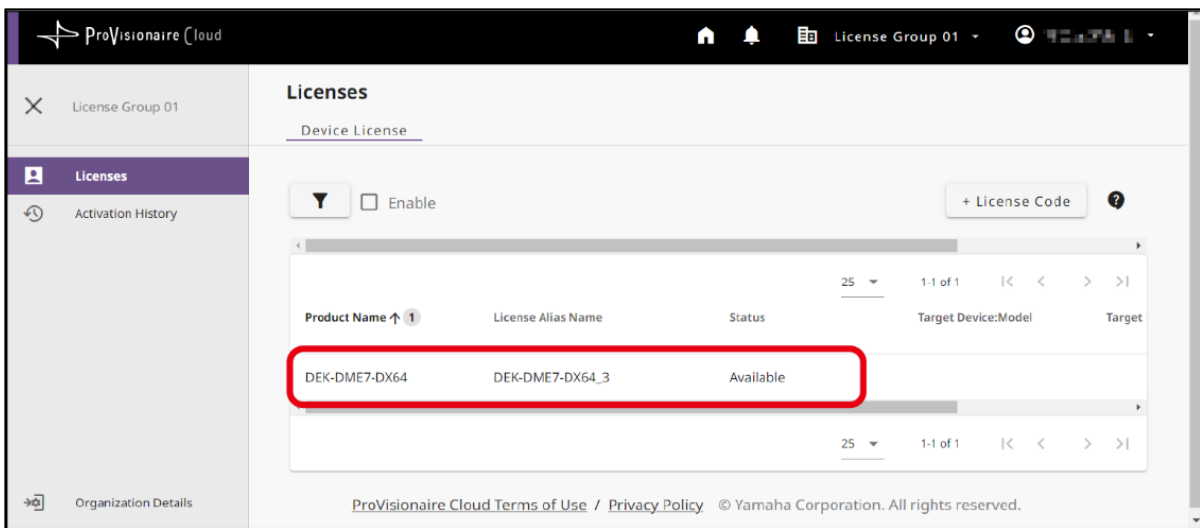 ProVisionaire Cloud
License Group 01
License Group 01
Licenses
Device License
Licenses
Activation History
Enable
+ License Code
?
25
1-1 of 1
Product Name 1 License Alias Name Status Target Device:Model Target
DEK-DME7-DX64 DEK-DME7-DX64_3 Available
25
1-1 of 1
Organization Details
ProVisionaire Cloud Terms of Use / Privacy Policy © Yamaha Corporation. All rights reserved.